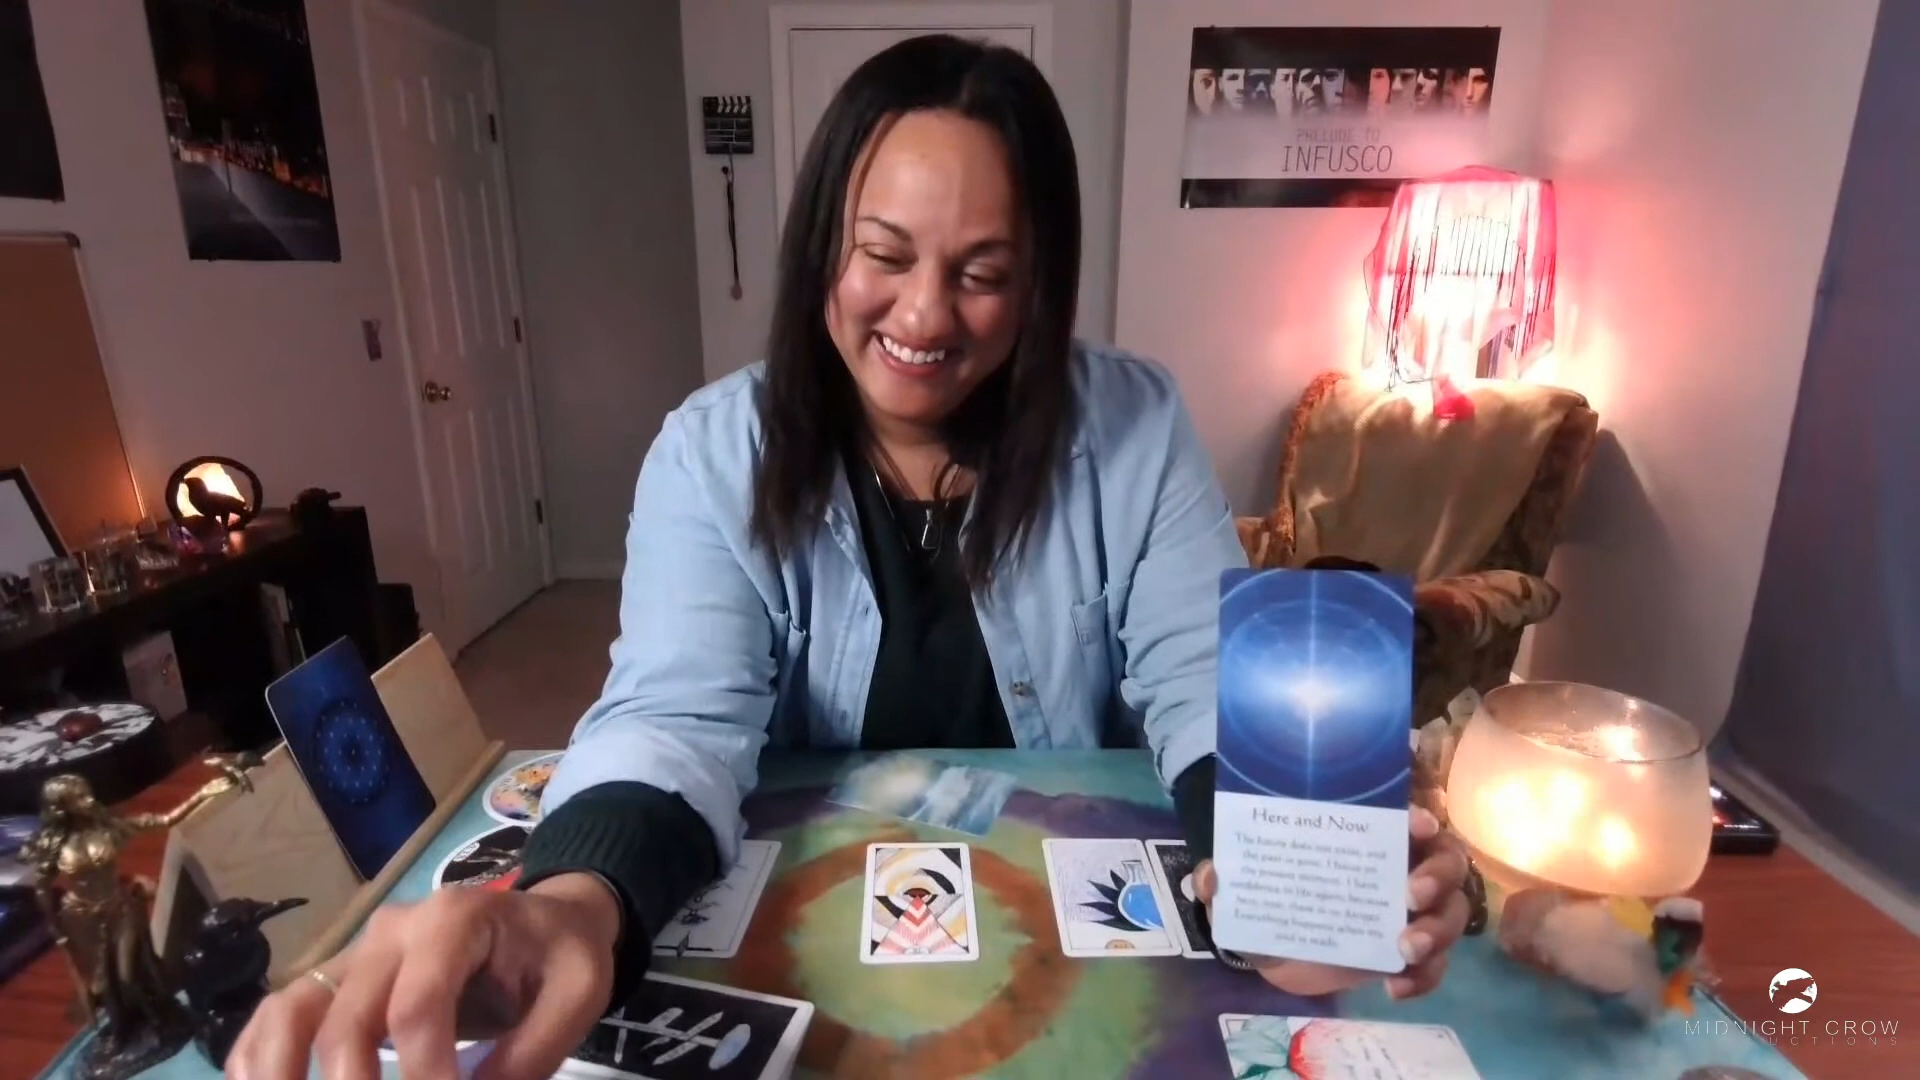 PRELUDE TO
INFUSCO
Here and Now
The future does not exist, and
the past is gone. I focus on
the present moment. I have
confidence in life again, because
here, now, there is no danger.
Everything happens when my
soul is ready.
MIDNIGHT CROW